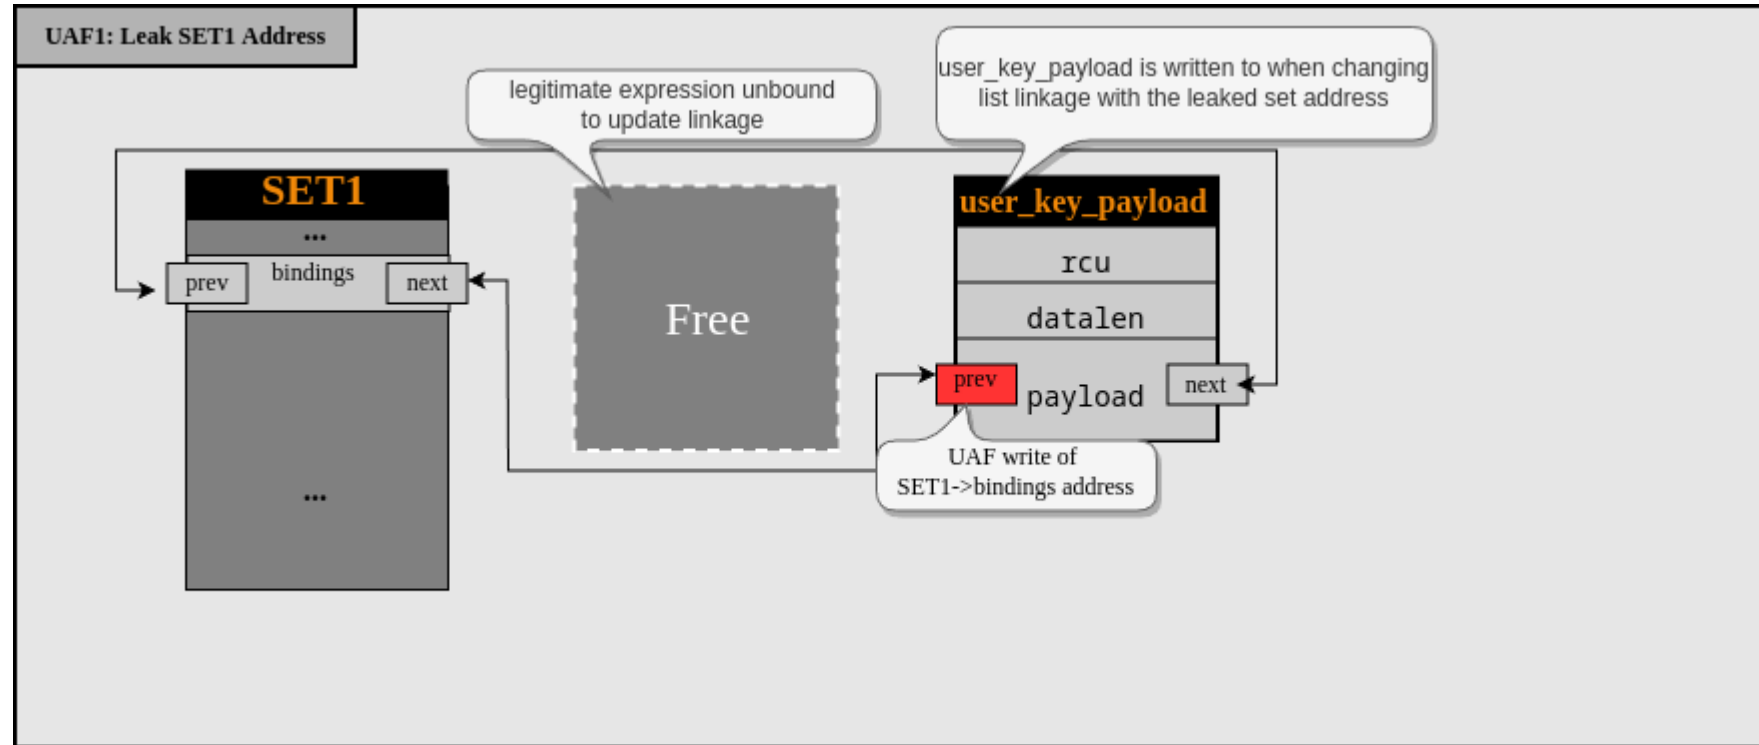 UAF1: Leak SET1 Address
legitimate expression unbound
to update linkage
user_key_payload is written to when changing
list linkage with the leaked set address
SET1
...
prev
bindings
next
...
Free
user_key_payload
rcu
datalen
prev
payload
next
UAF write of
SET1->bindings address